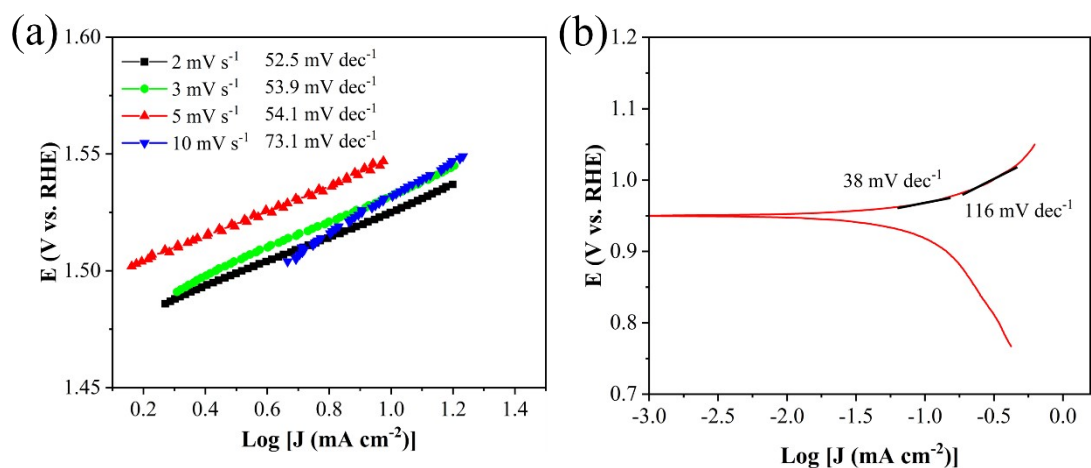 (a)
1.60
1.55
1.50
1.45
E (V vs. RHE)
2 mV s⁻¹ 52.5 mV dec⁻¹
3 mV s⁻¹ 53.9 mV dec⁻¹
5 mV s⁻¹ 54.1 mV dec⁻¹
10 mV s⁻¹ 73.1 mV dec⁻¹
0.2 0.4 0.6 0.8 1.0 1.2 1.4
Log [J (mA cm⁻²)]
(b)
1.2
1.1
1.0
0.9
0.8
0.7
E (V vs. RHE)
38 mV dec⁻¹
116 mV dec⁻¹
-3.0 -2.5 -2.0 -1.5 -1.0 -0.5 0.0
Log [J (mA cm⁻²)]